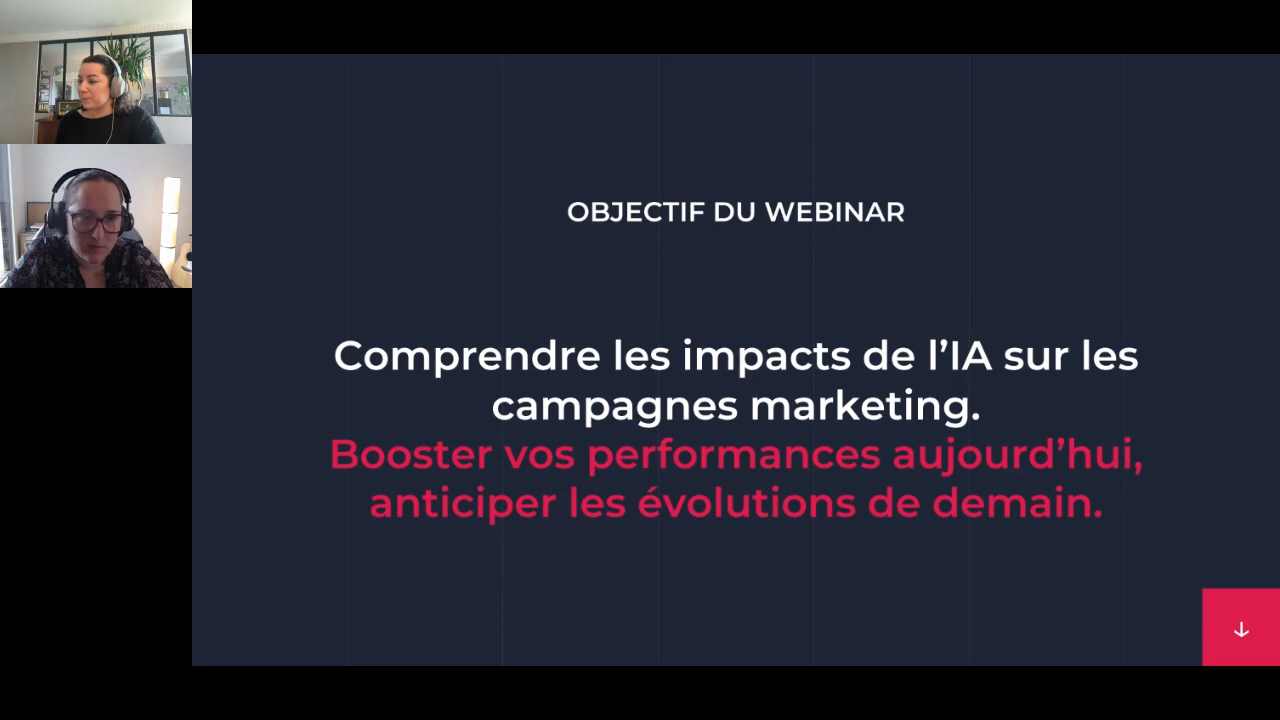 OBJECTIF DU WEBINAR
Comprendre les impacts de l’IA sur les
campagnes marketing.
Booster vos performances aujourd’hui,
anticiper les évolutions de demain.